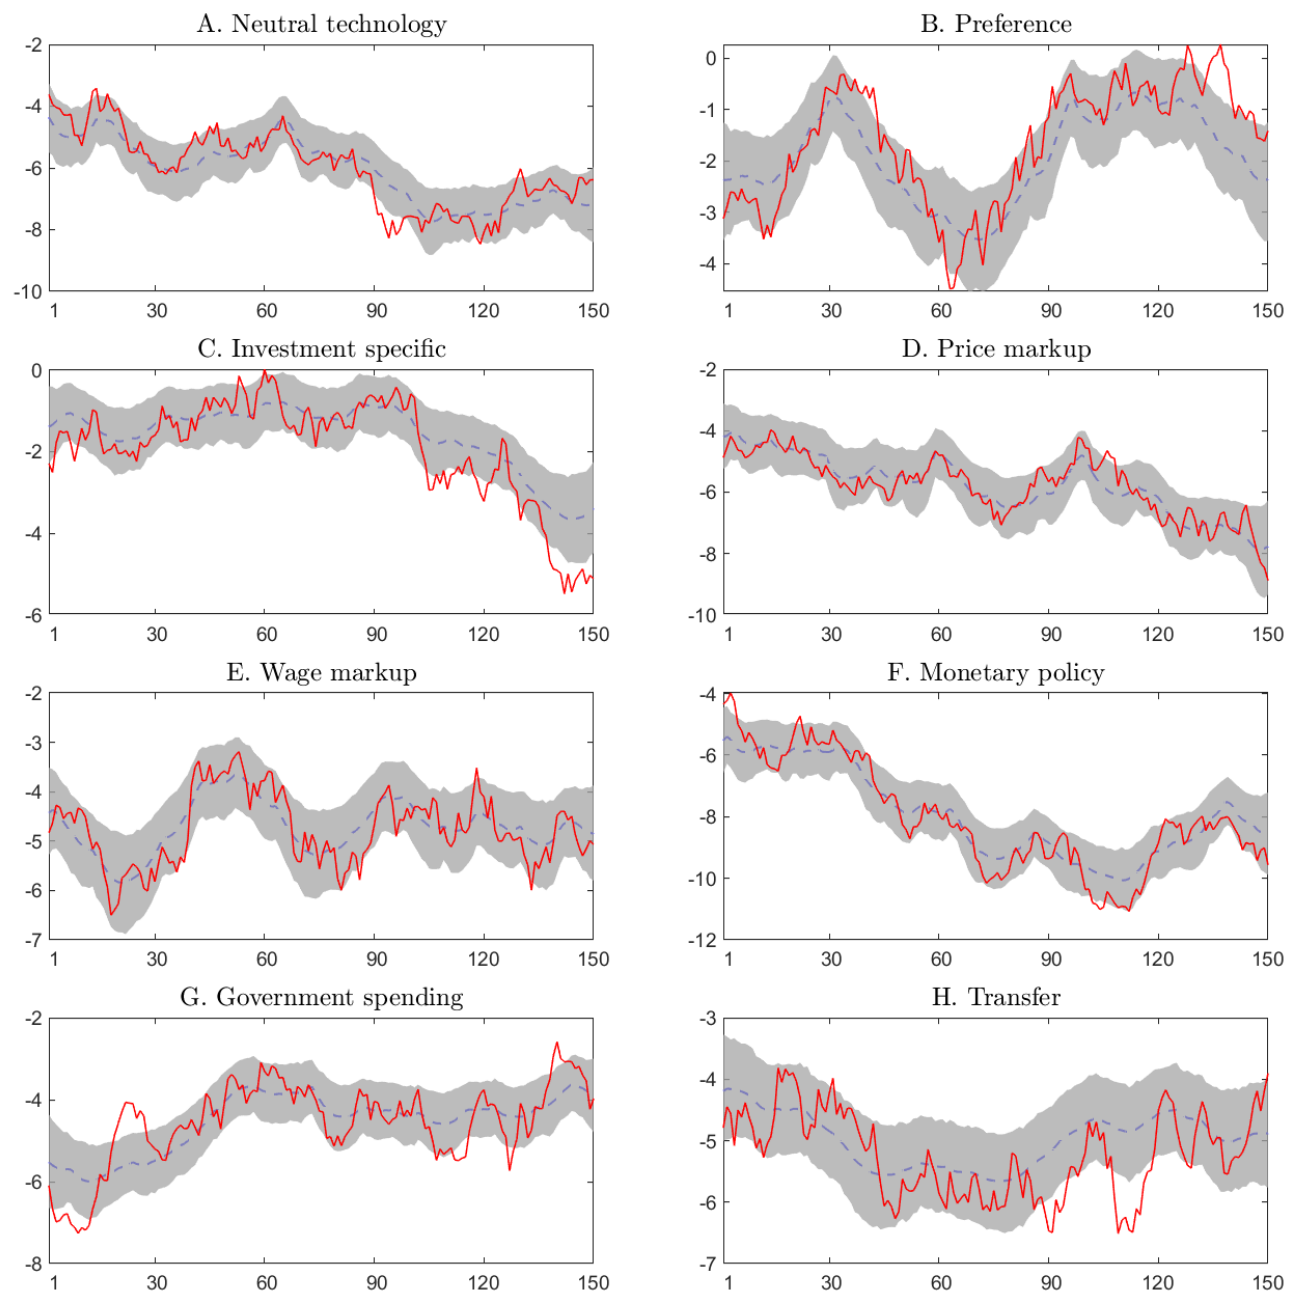 A. Neutral technology
-2
-4
-6
-8
-10
1 30 60 90 120 150
B. Preference
0
-1
-2
-3
-4
1 30 60 90 120 150
C. Investment specific
0
-2
-4
-6
1 30 60 90 120 150
D. Price markup
-2
-4
-6
-8
-10
1 30 60 90 120 150
E. Wage markup
-2
-3
-4
-5
-6
-7
1 30 60 90 120 150
F. Monetary policy
-4
-6
-8
-10
-12
1 30 60 90 120 150
G. Government spending
-2
-4
-6
-8
1 30 60 90 120 150
H. Transfer
-3
-4
-5
-6
-7
1 30 60 90 120 150